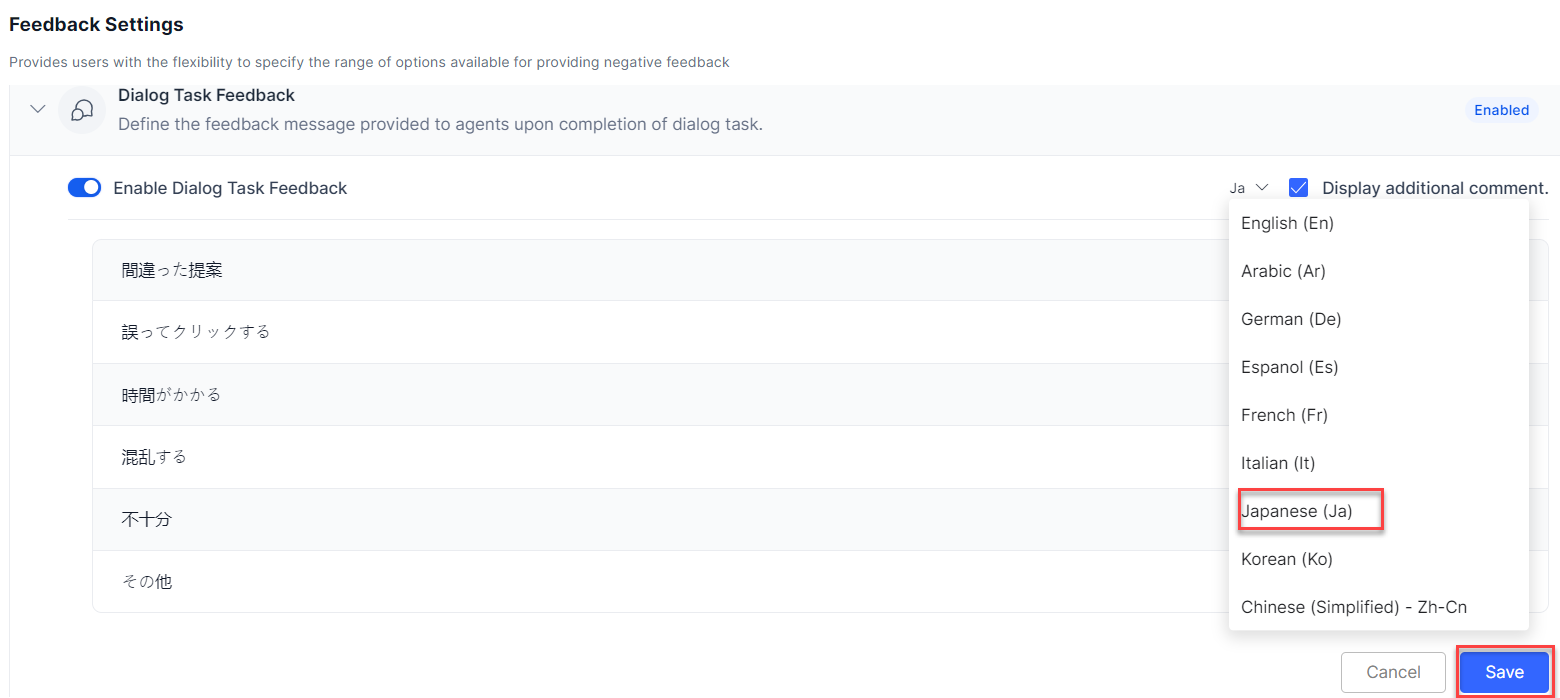 Feedback Settings
Provides users with the flexibility to specify the range of options available for providing negative feedback
Dialog Task Feedback
Define the feedback message provided to agents upon completion of dialog task.
Enabled
Enable Dialog Task Feedback
Ja
Display additional comment.
間違った提案
誤ってクリックする
時間がかかる
混乱する
不十分
その他
English (En)
Arabic (Ar)
German (De)
Espanol (Es)
French (Fr)
Italian (It)
Japanese (Ja)
Korean (Ko)
Chinese (Simplified) - Zh-Cn
Cancel
Save